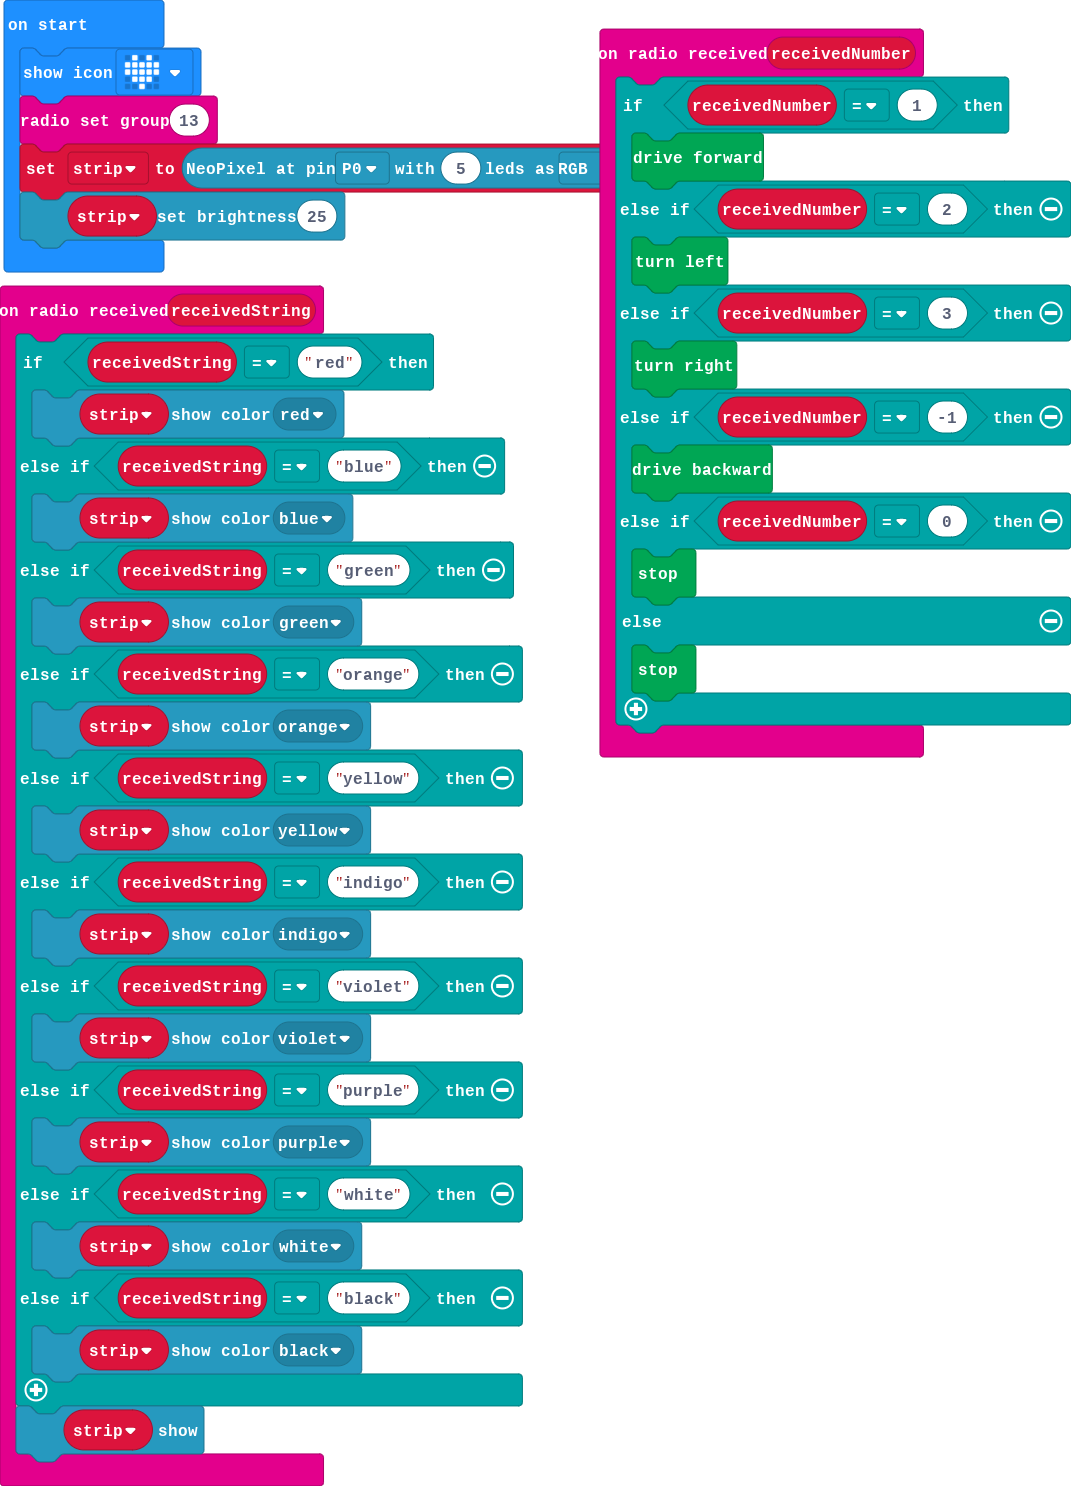 on start
show icon
radio set group 13
set strip to NeoPixel at pin P0 with 5 leds as RGB
strip set brightness 25
on radio received receivedString
if receivedString = "red" then
strip show color red
else if receivedString = "blue" then
strip show color blue
else if receivedString = "green" then
strip show color green
else if receivedString = "orange" then
strip show color orange
else if receivedString = "yellow" then
strip show color yellow
else if receivedString = "indigo" then
strip show color indigo
else if receivedString = "violet" then
strip show color violet
else if receivedString = "purple" then
strip show color purple
else if receivedString = "white" then
strip show color white
else if receivedString = "black" then
strip show color black
strip show
on radio received receivedNumber
if receivedNumber = 1 then
drive forward
else if receivedNumber = 2 then
turn left
else if receivedNumber = 3 then
turn right
else if receivedNumber = -1 then
drive backward
else if receivedNumber = 0 then
stop
else
stop